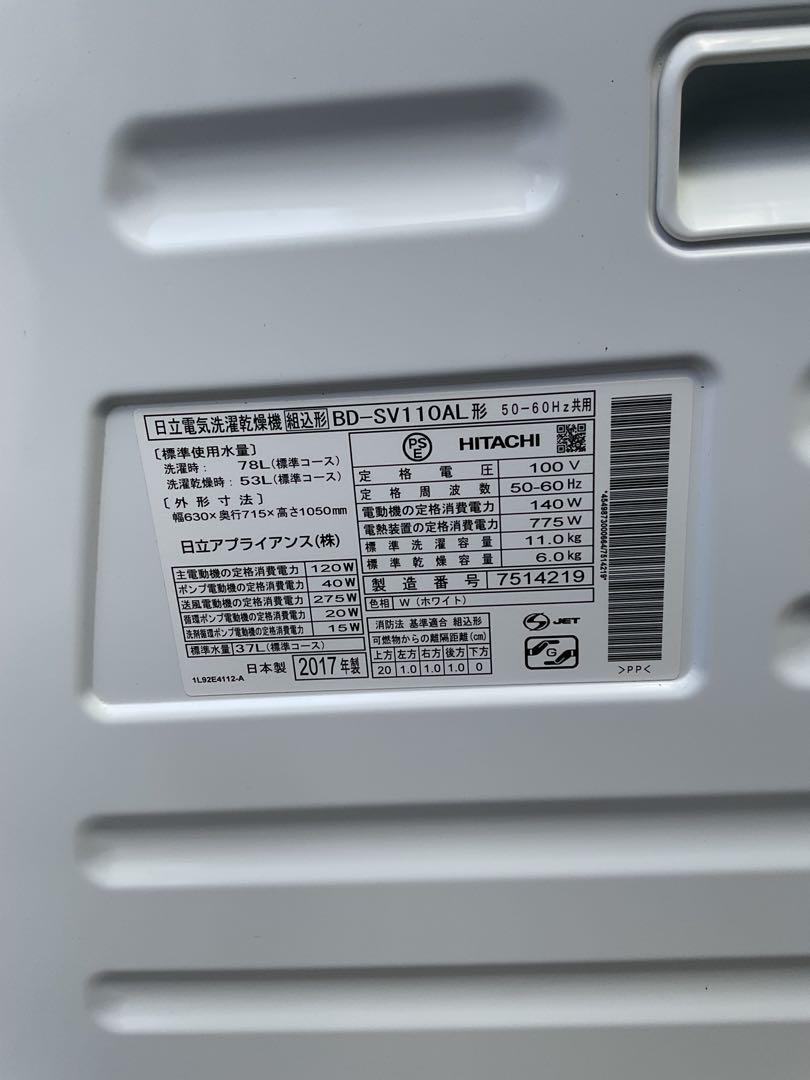 日立電気洗濯乾燥機 組込形 BD-SV110AL形 50-60Hz共用
〔標準使用水量〕
洗濯時： 78L(標準コース)
洗濯乾燥時：53L(標準コース)
〔外形寸法〕
幅630×奥行715×高さ1050mm
日立アプライアンス(株)
主電動機の定格消費電力 120W
ポンプ電動機の定格消費電力 40W
送風電動機の定格消費電力 275W
循環ポンプ電動機の定格消費電力 20W
洗剤循環ポンプ電動機の定格消費電力 15W
標準水量 37L(標準コース)
日本製 2017年製
1L92E4112-A
PSE HITACHI
定格電圧 100V
定格周波数 50-60Hz
電動機の定格消費電力 140W
電熱装置の定格消費電力 775W
標準洗濯容量 11.0kg
標準乾燥容量 6.0kg
製造番号 7514219
色相 W(ホワイト)
消防法 基準適合 組込形
可燃物からの離隔距離(cm)
上方 左方 右方 後方 下方
20 1.0 1.0 1.0 0
S JET
G
>PP<